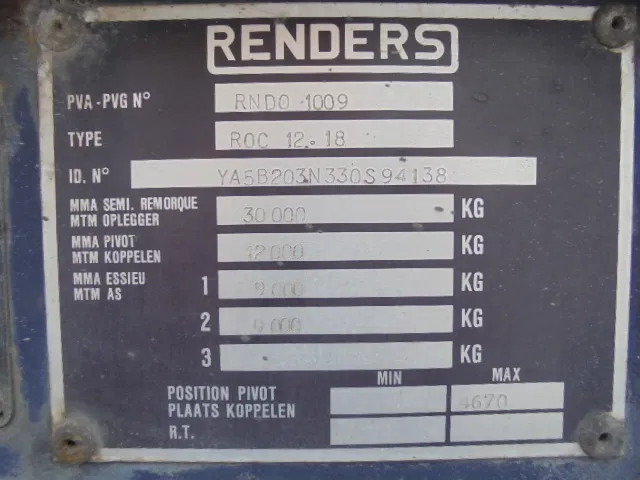 RENDERS
PVA-PVG N° RNDO 1009
TYPE ROC 12.18
ID. N° YA5B203N330S94138
MMA SEMI. REMORQUE
MTM OPLEGGER 30 000 KG
MMA PIVOT
MTM KOPPELEN 12 000 KG
MMA ESSIEU
MTM AS 1 9 000 KG
2 9 000 KG
3 KG
MIN MAX
POSITION PIVOT
PLAATS KOPPELEN 4670
R.T.